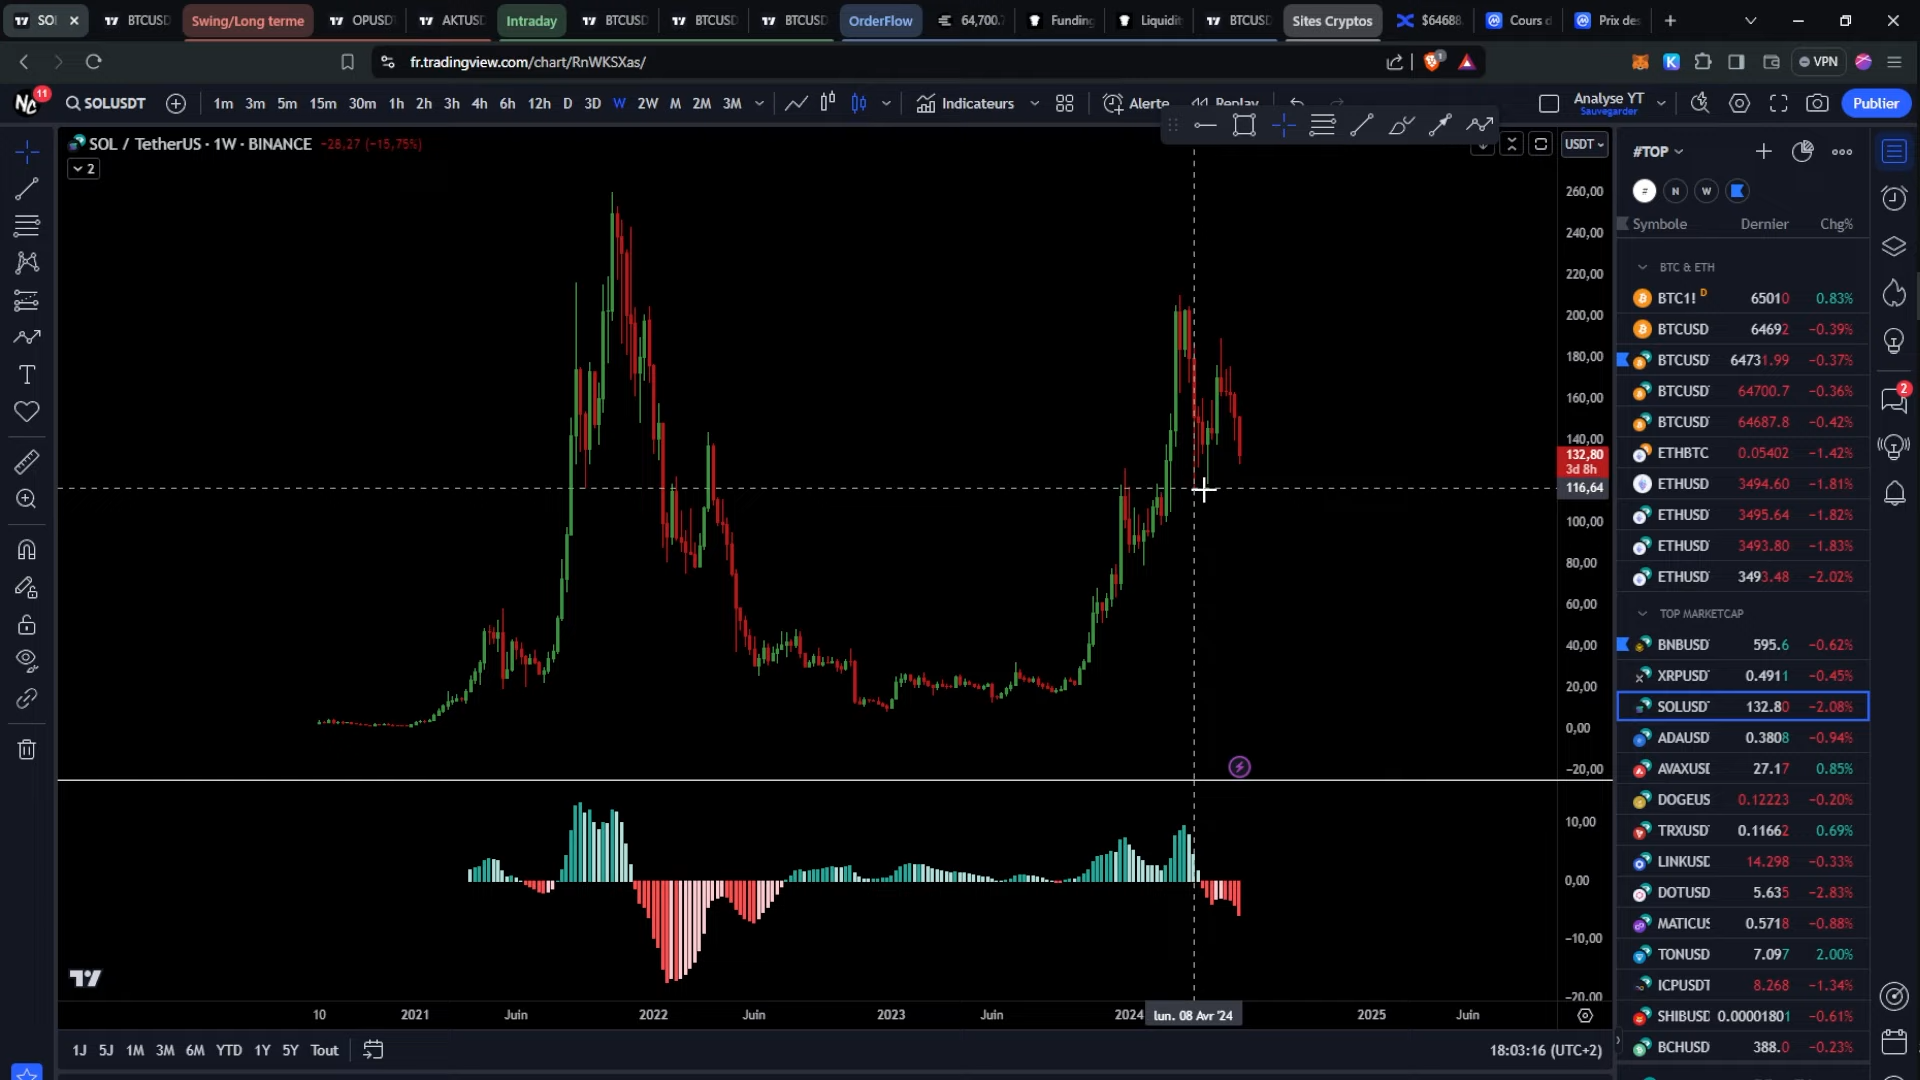 SO
BTCUSD
Swing/Long terme
OPUSDT
AKTUSD
Intraday
BTCUSD
BTCUSD
BTCUSD
OrderFlow
64,700.
Funding
Liquidit
BTCUSD
Sites Cryptos
$64688.
Cours d
Prix des
fr.tradingview.com/chart/RnWKSXas/
1
VPN
11
SOLUSDT
1m 3m 5m 15m 30m 1h 2h 3h 4h 6h 12h D 3D W 2W M 2M 3M
Indicateurs
Alerte
Replay
Analyse YT
Sauvegarder
Publier
SOL / TetherUS · 1W · BINANCE −28,27 (−15,75%)
2
USDT
260,00
240,00
220,00
200,00
180,00
160,00
140,00
132,80
3d 8h
116,64
100,00
80,00
60,00
40,00
20,00
0,00
−20,00
10,00
0,00
−10,00
−20,00
10 2021 Juin 2022 Juin 2023 Juin 2024 lun. 08 Avr '24 2025 Juin
1J 5J 1M 3M 6M YTD 1Y 5Y Tout
18:03:16 (UTC+2)
#TOP
N W
Symbole Dernier Chg%
BTC & ETH
BTC1! D 65010 0.83%
BTCUSD 64692 −0.39%
BTCUSD 64731.99 −0.37%
BTCUSD 64700.7 −0.36%
BTCUSD 64687.8 −0.42%
ETHBTC 0.05402 −1.42%
ETHUSD 3494.60 −1.81%
ETHUSD 3495.64 −1.82%
ETHUSD 3493.80 −1.83%
ETHUSD 3493.48 −2.02%
TOP MARKETCAP
BNBUSD 595.6 −0.62%
XRPUSD 0.4911 −0.45%
SOLUSD 132.80 −2.08%
ADAUSD 0.3808 −0.94%
AVAXUS 27.17 0.85%
DOGEUS 0.12223 −0.20%
TRXUSD 0.11662 0.69%
LINKUSD 14.298 −0.33%
DOTUSD 5.635 −2.83%
MATICUS 0.5718 −0.88%
TONUSD 7.097 2.00%
ICPUSDT 8.268 −1.34%
SHIBUSD 0.00001801 −0.61%
BCHUSD 388.0 −0.23%
2